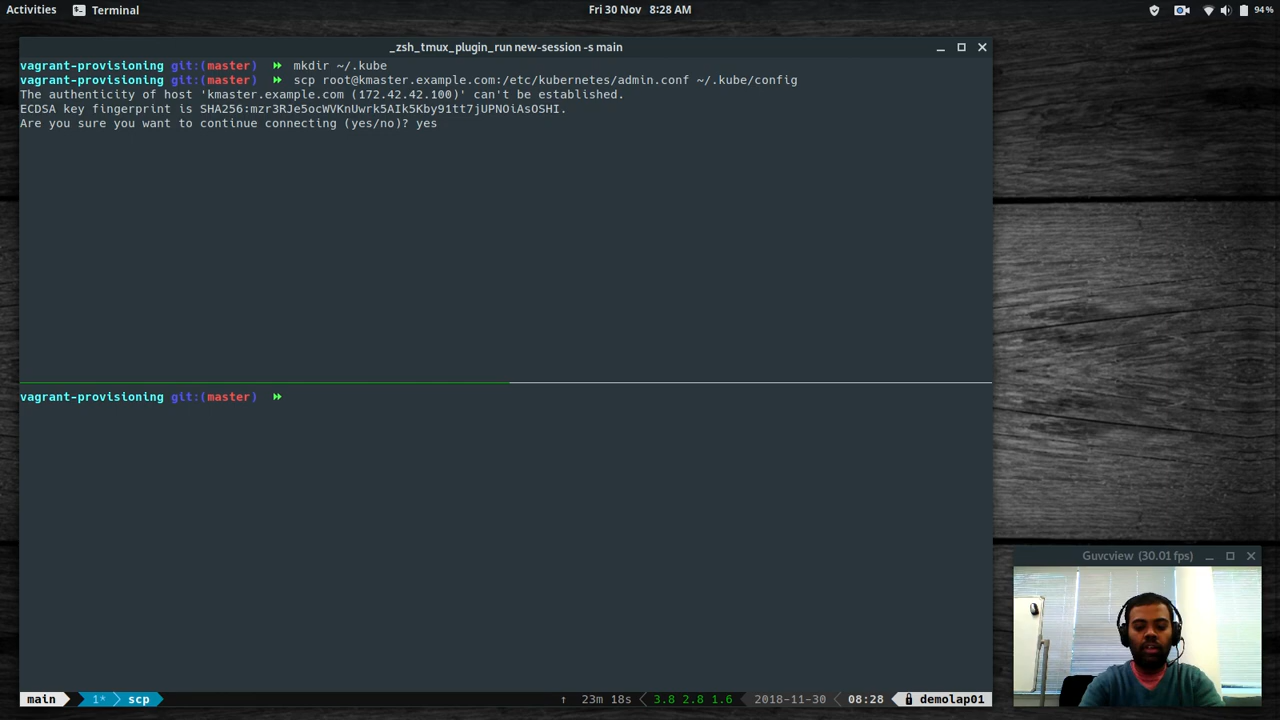 Activities Terminal Fri 30 Nov 8:28 AM 94 %
_zsh_tmux_plugin_run new-session -s main
vagrant-provisioning git:(master) mkdir ~/.kube
vagrant-provisioning git:(master) scp root@kmaster.example.com:/etc/kubernetes/admin.conf ~/.kube/config
The authenticity of host 'kmaster.example.com (172.42.42.100)' can't be established.
ECDSA key fingerprint is SHA256:mzr3RJe5ocWVKnUwrk5AIk5Kby91tt7jUPNOiAsOSHI.
Are you sure you want to continue connecting (yes/no)? yes
vagrant-provisioning git:(master)
Guvcview (30.01 fps)
main 1* scp ↑ 23m 18s 3.8 2.8 1.6 2018-11-30 08:28 demolap01